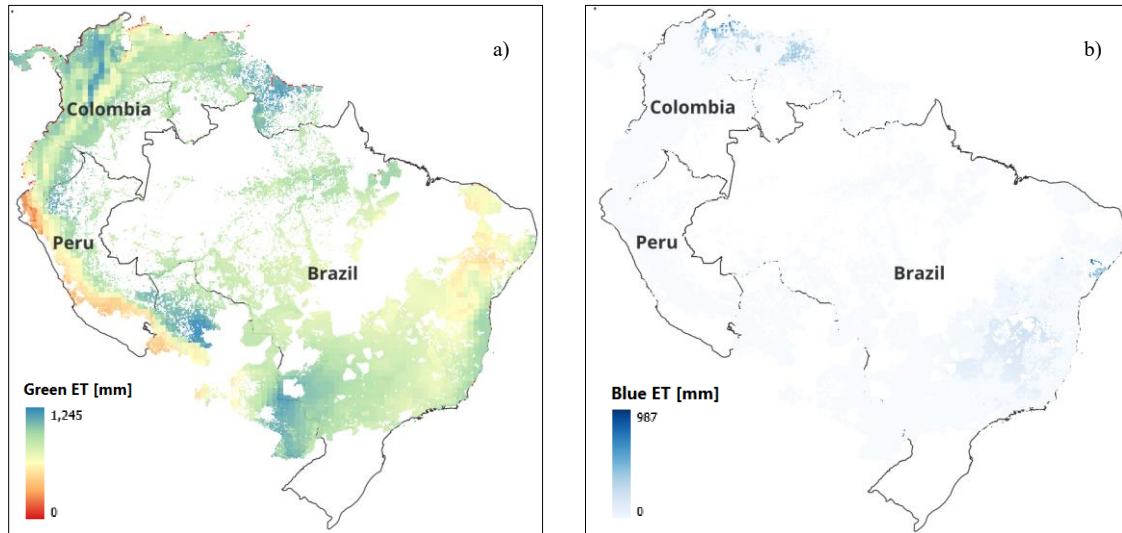 a)
Colombia
Peru
Brazil
Green ET [mm]
1,245
0
b)
Colombia
Peru
Brazil
Blue ET [mm]
987
0